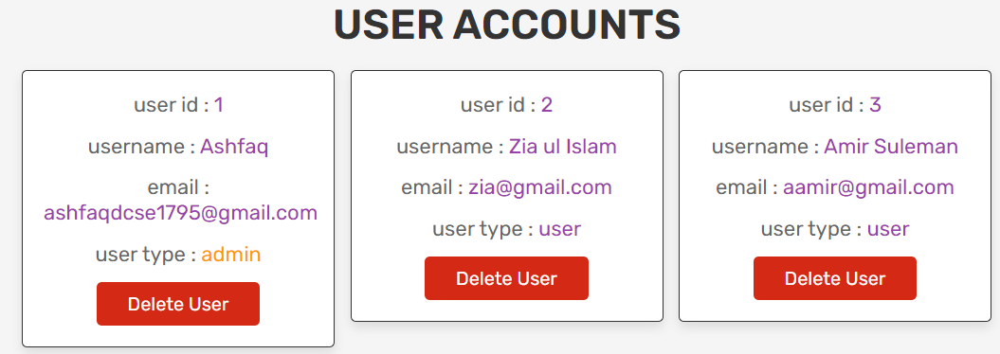 USER ACCOUNTS
user id : 1
username : Ashfaq
email :
ashfaqdcse1795@gmail.com
user type : admin
Delete User
user id : 2
username : Zia ul Islam
email : zia@gmail.com
user type : user
Delete User
user id : 3
username : Amir Suleman
email : aamir@gmail.com
user type : user
Delete User